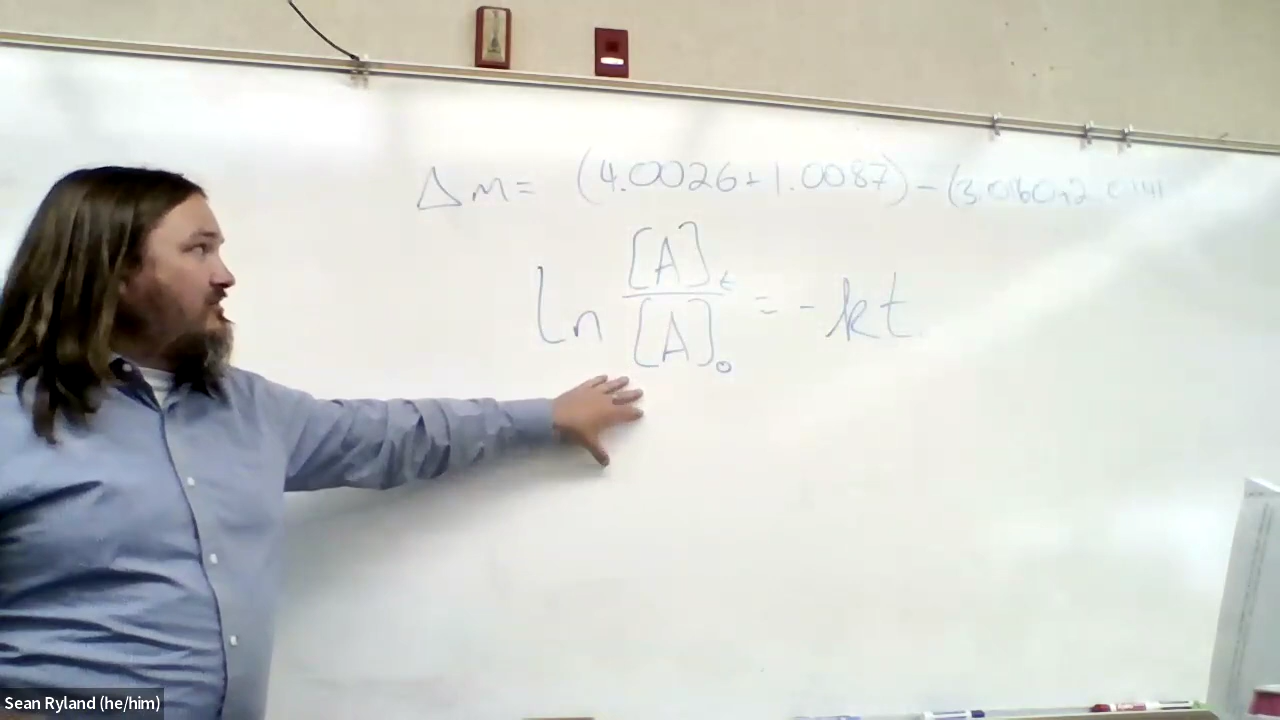 Δm = (4.0026 + 1.0087) - (3.0160 + 2.0141
ln [A]t / [A]0 = -kt
Sean Ryland (he/him)